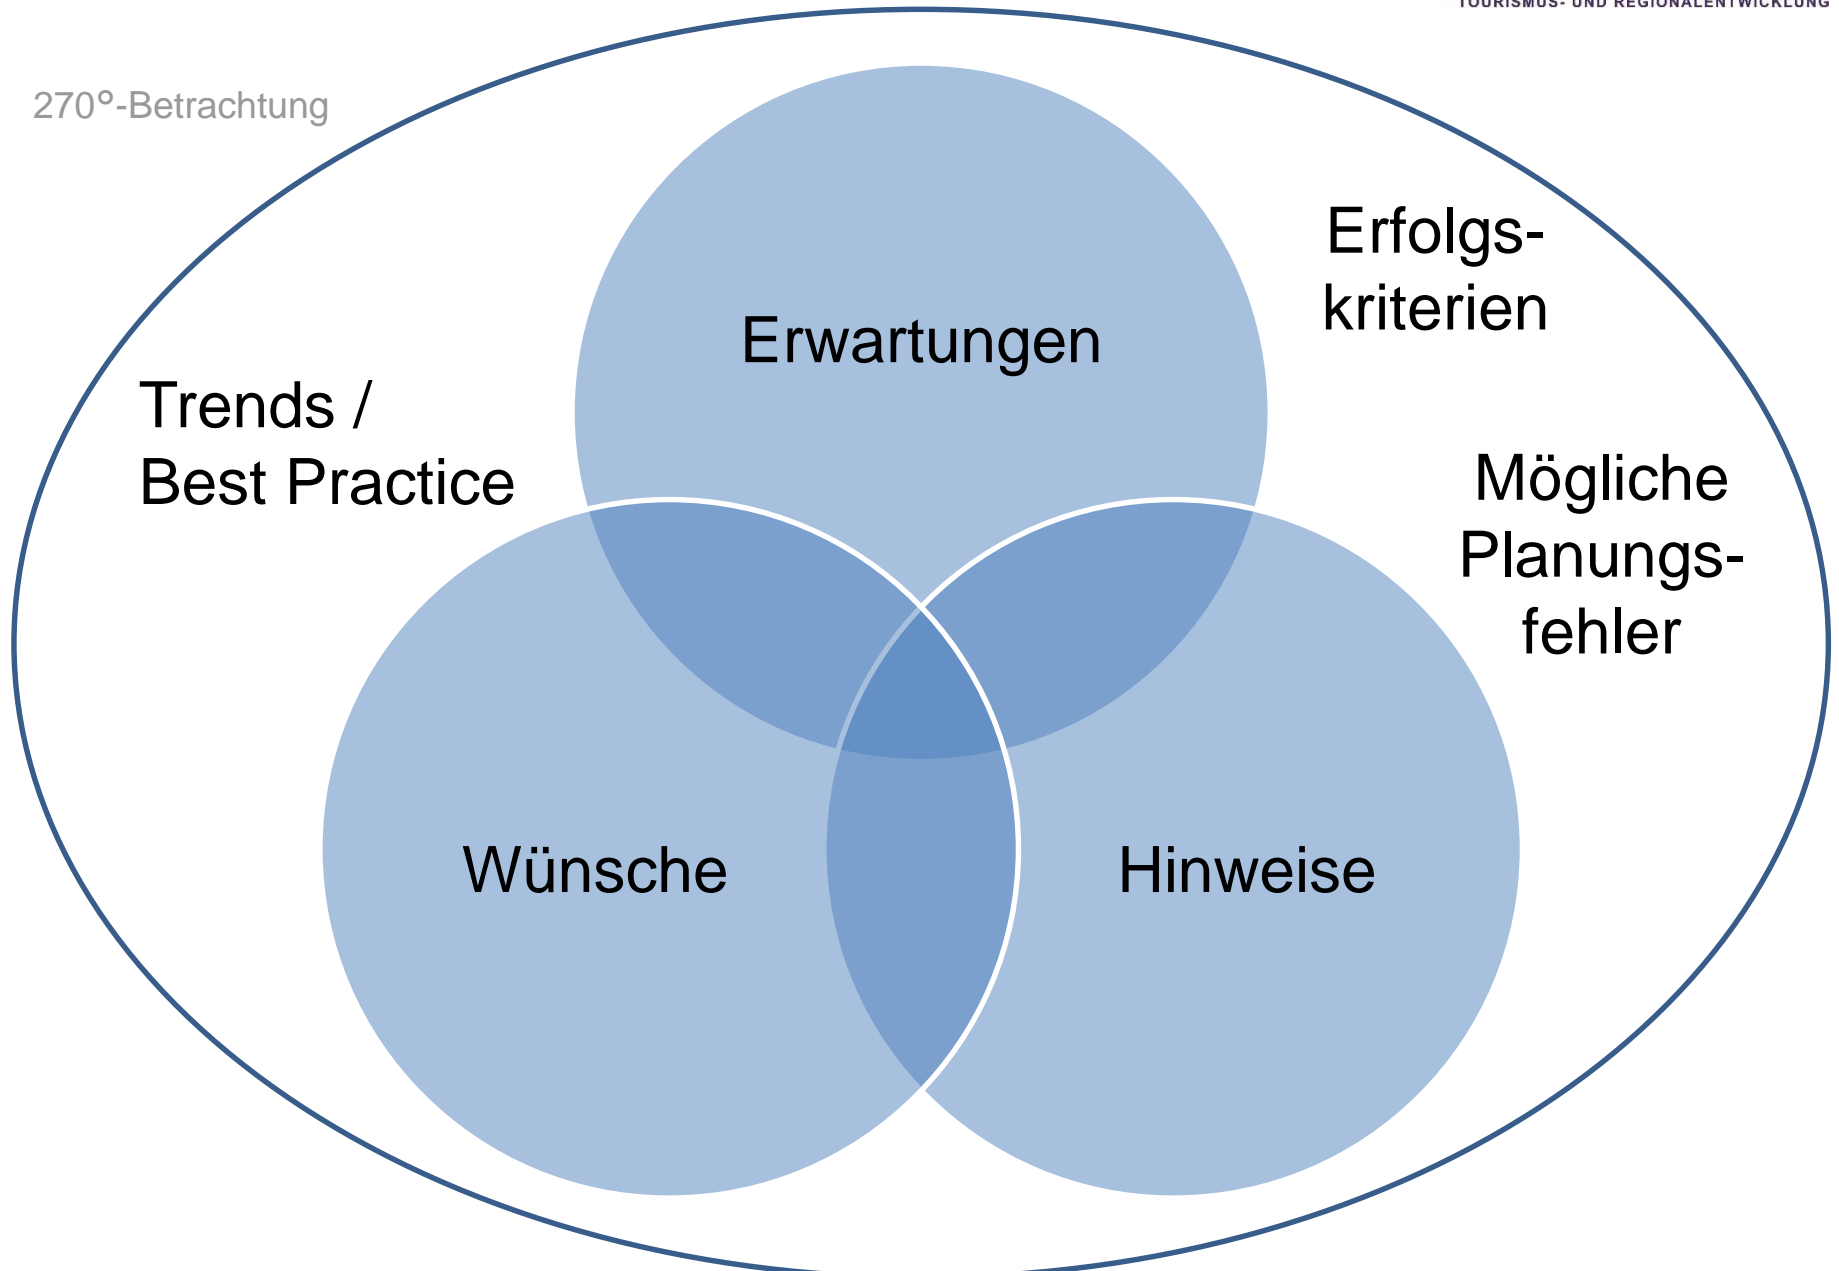 TOURISMUS- UND REGIONALENTWICKLUNG
270°-Betrachtung
Erfolgs-
kriterien
Erwartungen
Trends /
Best Practice
Mögliche
Planungs-
fehler
Wünsche
Hinweise